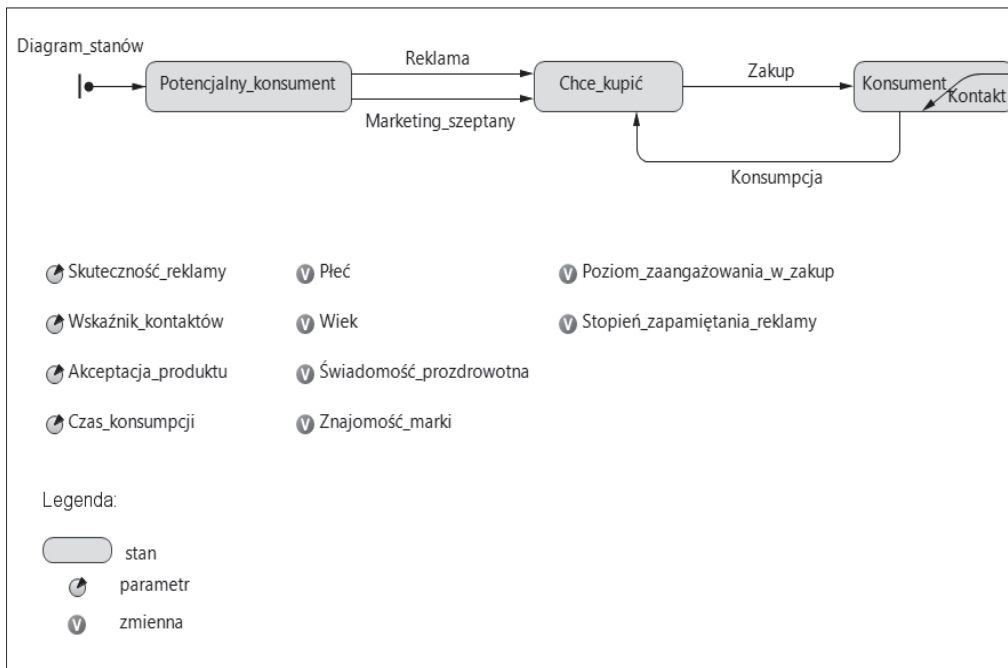 Diagram_stanów
Potencjalny_konsument
Reklama
Marketing_szeptany
Chce_kupić
Zakup
Konsument
Kontakt
Konsumpcja
Skuteczność_reklamy
Płeć
Poziom_zaangażowania_w_zakup
Wskaźnik_kontaktów
Wiek
Stopień_zapamiętania_reklamy
Akceptacja_produktu
Świadomość_prozdrowotna
Czas_konsumpcji
Znajomość_marki
Legenda:
stan
parametr
V zmienna